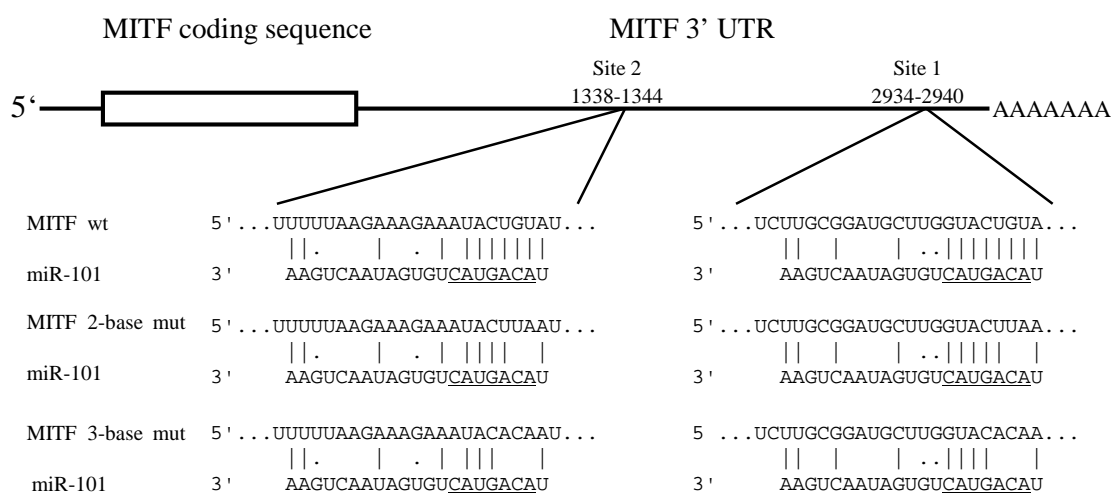 MITF coding sequence MITF 3' UTR
Site 2 Site 1
1338-1344 2934-2940
5‘ AAAAAAA
MITF wt 5'...UUUUUAAGAAAGAAAUACUGUAU... ...UCUUGCGGAUGCUUGGUACUGUA...
||. | . | ||||||| || | | ..||||||||
miR-101 3' AAGUCAAUAGUGUCAUGACAU 3' AAGUCAAUAGUGUCAUGACAU
MITF 2-base mut 5'...UUUUUAAGAAAGAAAUACUUAAU... 5'...UCUUGCGGAUGCUUGGUACUUAA...
||. | . | |||| | || | | ..||||| |
miR-101 3' AAGUCAAUAGUGUCAUGACAU 3' AAGUCAAUAGUGUCAUGACAU
MITF 3-base mut 5'...UUUUUAAGAAAGAAAUACACAAU... 5 ...UCUUGCGGAUGCUUGGUACACAA...
||. | . | ||| | || | | ..|||| |
miR-101 3' AAGUCAAUAGUGUCAUGACAU 3' AAGUCAAUAGUGUCAUGACAU